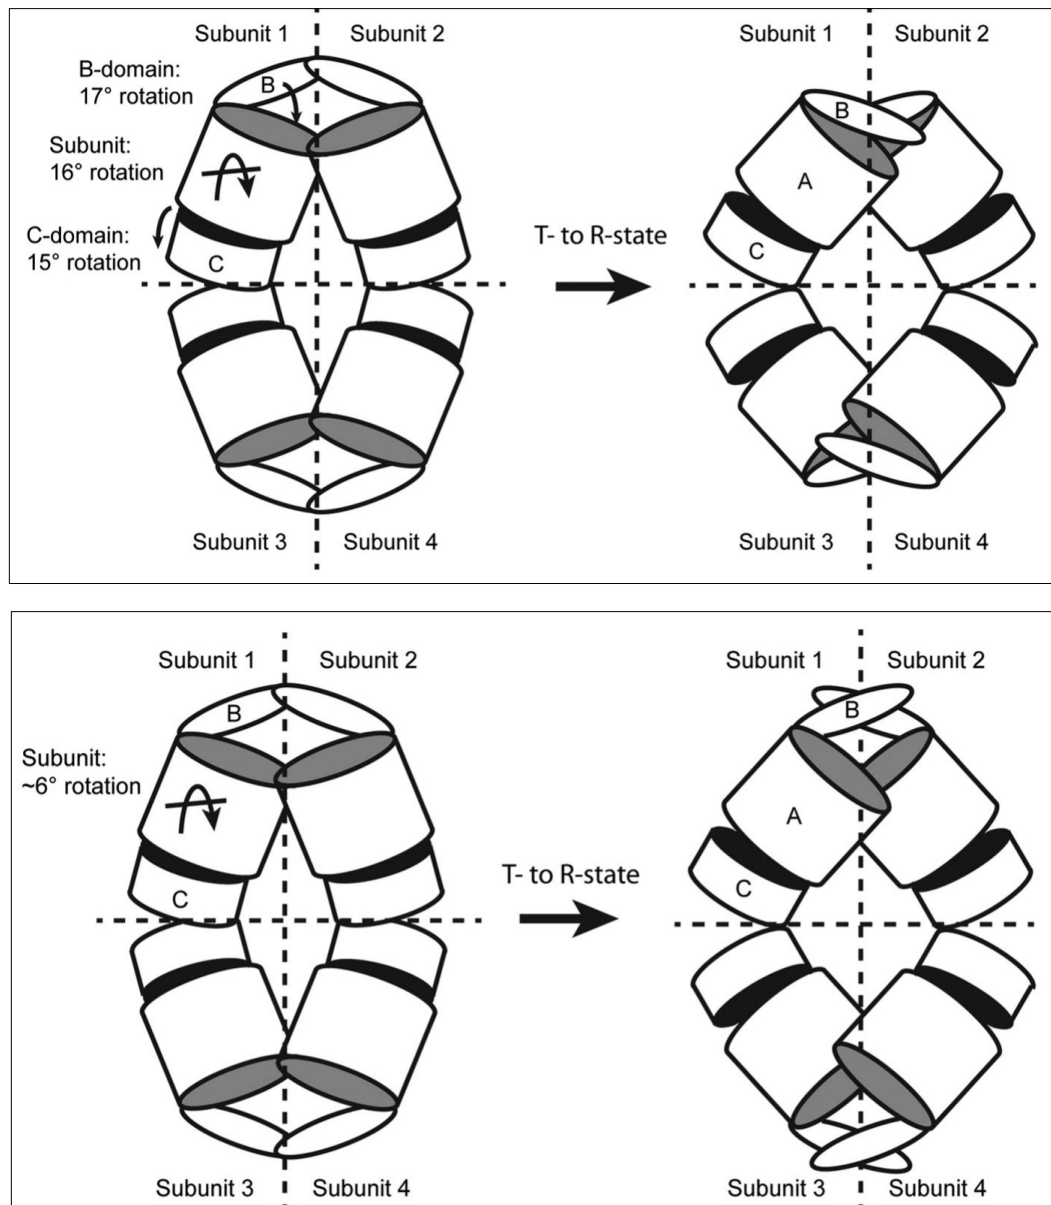 Subunit 1
Subunit 2
B-domain:
17° rotation
B
Subunit:
16° rotation
C-domain:
15° rotation
C
Subunit 3
Subunit 4
T- to R-state
Subunit 1
Subunit 2
B
A
C
Subunit 3
Subunit 4
Subunit 1
Subunit 2
B
Subunit:
~6° rotation
C
Subunit 3
Subunit 4
T- to R-state
Subunit 1
Subunit 2
B
A
C
Subunit 3
Subunit 4